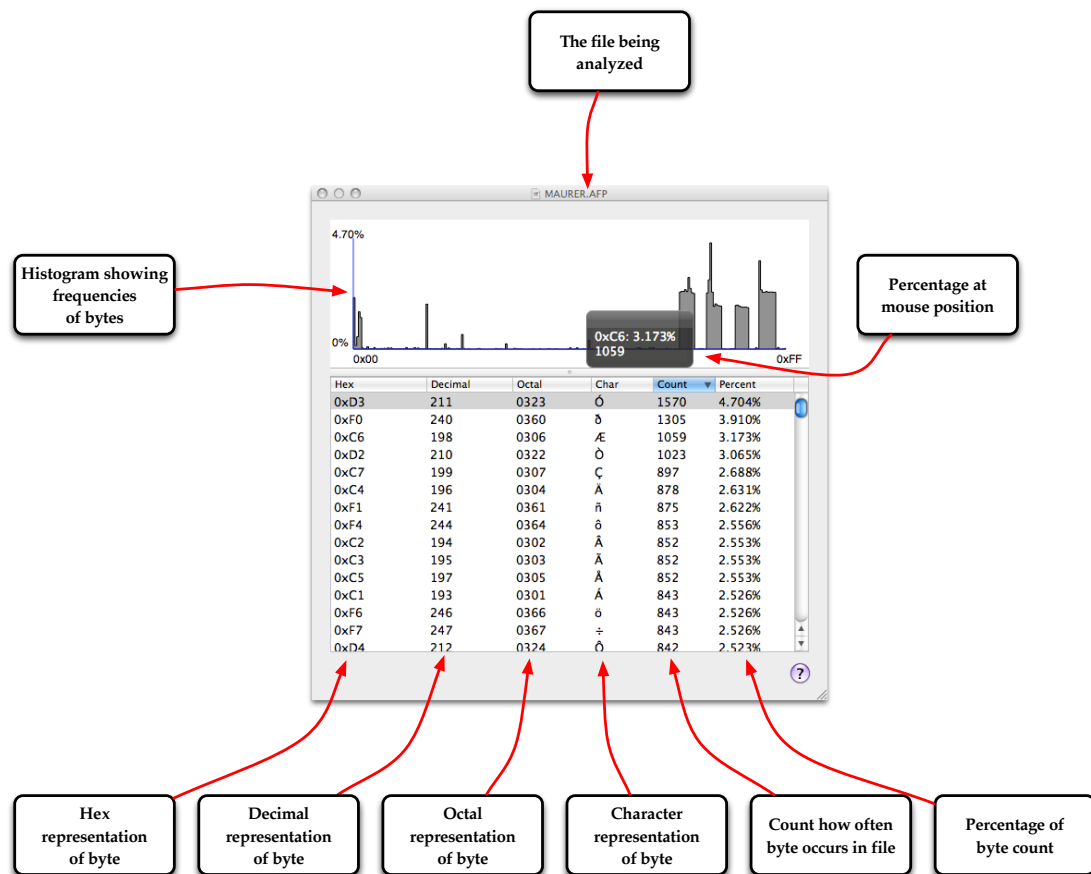 The file being
analyzed
MAURER.AFP
4.70%
Histogram showing
frequencies
of bytes
Percentage at
mouse position
0xC6: 3.173%
1059
0%
0x00 0xFF
Hex Decimal Octal Char Count Percent
0xD3 211 0323 Ó 1570 4.704%
0xF0 240 0360 ð 1305 3.910%
0xC6 198 0306 Æ 1059 3.173%
0xD2 210 0322 Ò 1023 3.065%
0xC7 199 0307 Ç 897 2.688%
0xC4 196 0304 Ä 878 2.631%
0xF1 241 0361 ñ 875 2.622%
0xF4 244 0364 ô 853 2.556%
0xC2 194 0302 Â 852 2.553%
0xC3 195 0303 Ã 852 2.553%
0xC5 197 0305 Å 852 2.553%
0xC1 193 0301 Á 843 2.526%
0xF6 246 0366 ö 843 2.526%
0xF7 247 0367 ÷ 843 2.526%
0xD4 212 0324 Ô 842 2.523%
?
Hex
representation
of byte
Decimal
representation
of byte
Octal
representation
of byte
Character
representation
of byte
Count how often
byte occurs in file
Percentage of
byte count